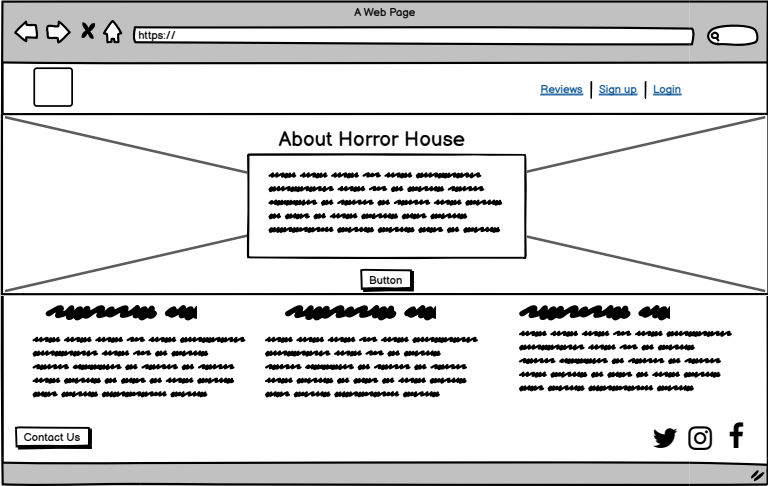 A Web Page
https://
Reviews Sign up Login
About Horror House
Button
Contact Us